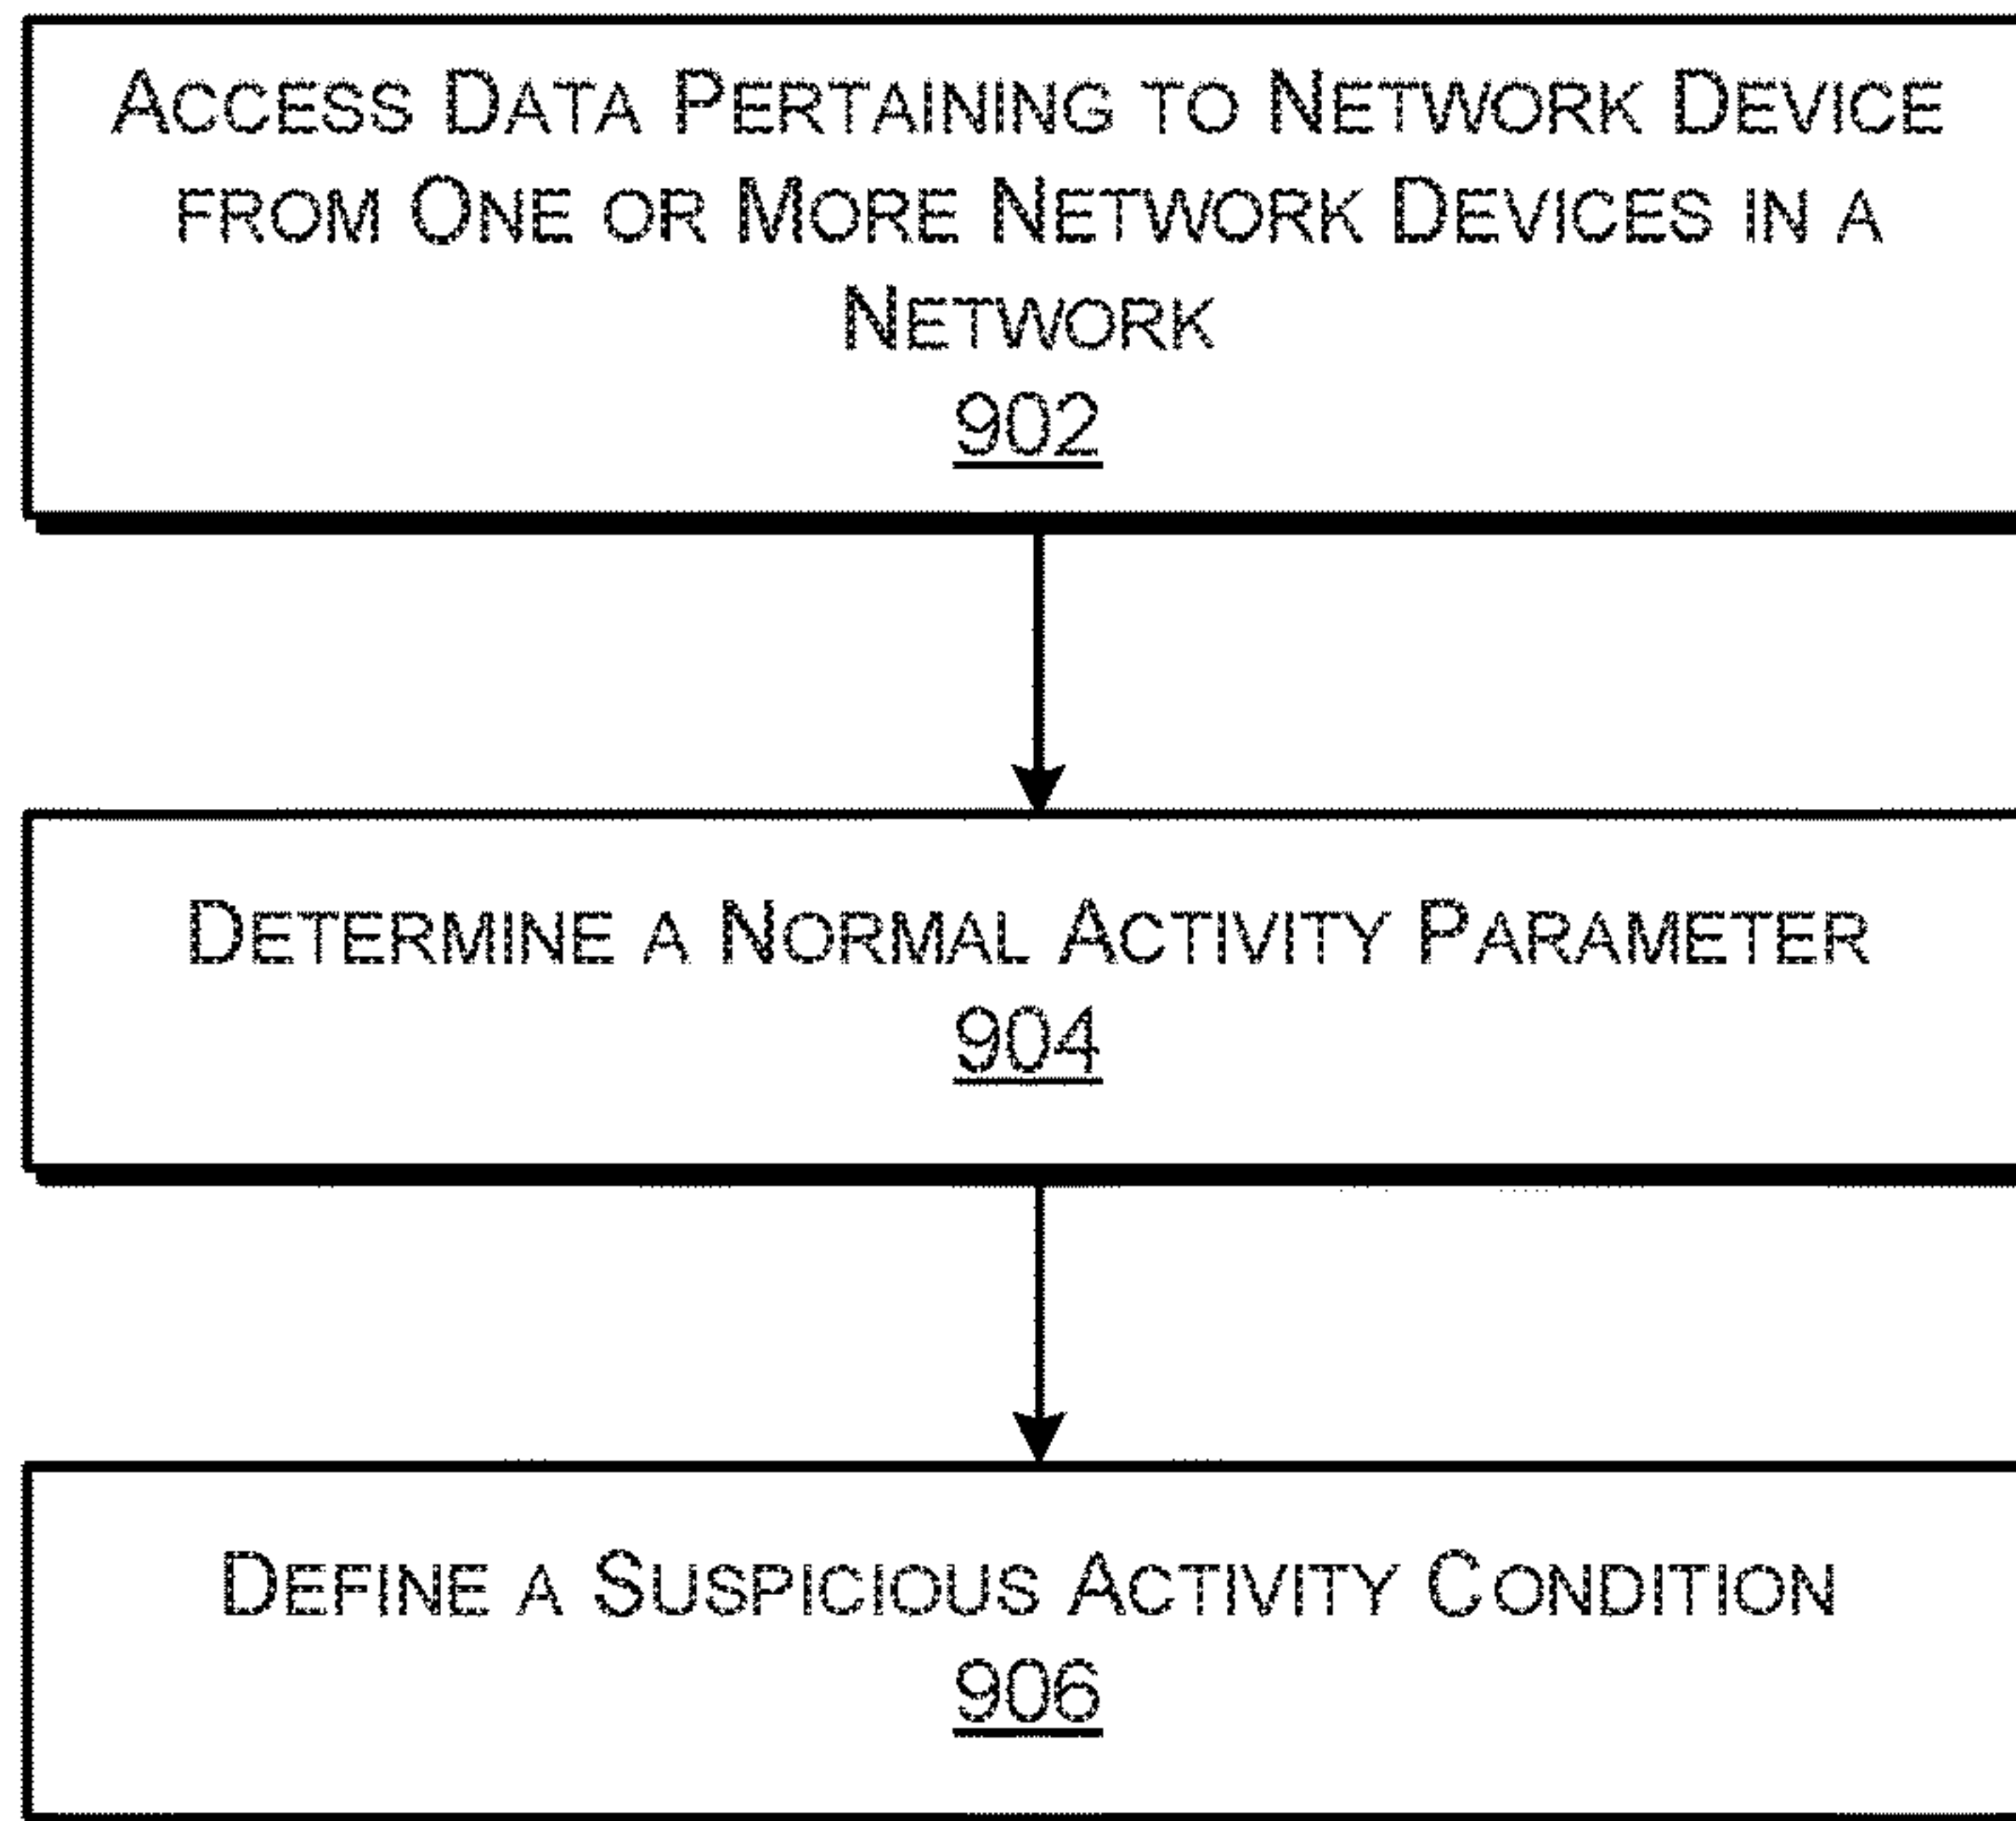 ACCESS DATA PERTAINING TO NETWORK DEVICE
FROM ONE OR MORE NETWORK DEVICES IN A
NETWORK
902
DETERMINE A NORMAL ACTIVITY PARAMETER
904
DEFINE A SUSPICIOUS ACTIVITY CONDITION
906